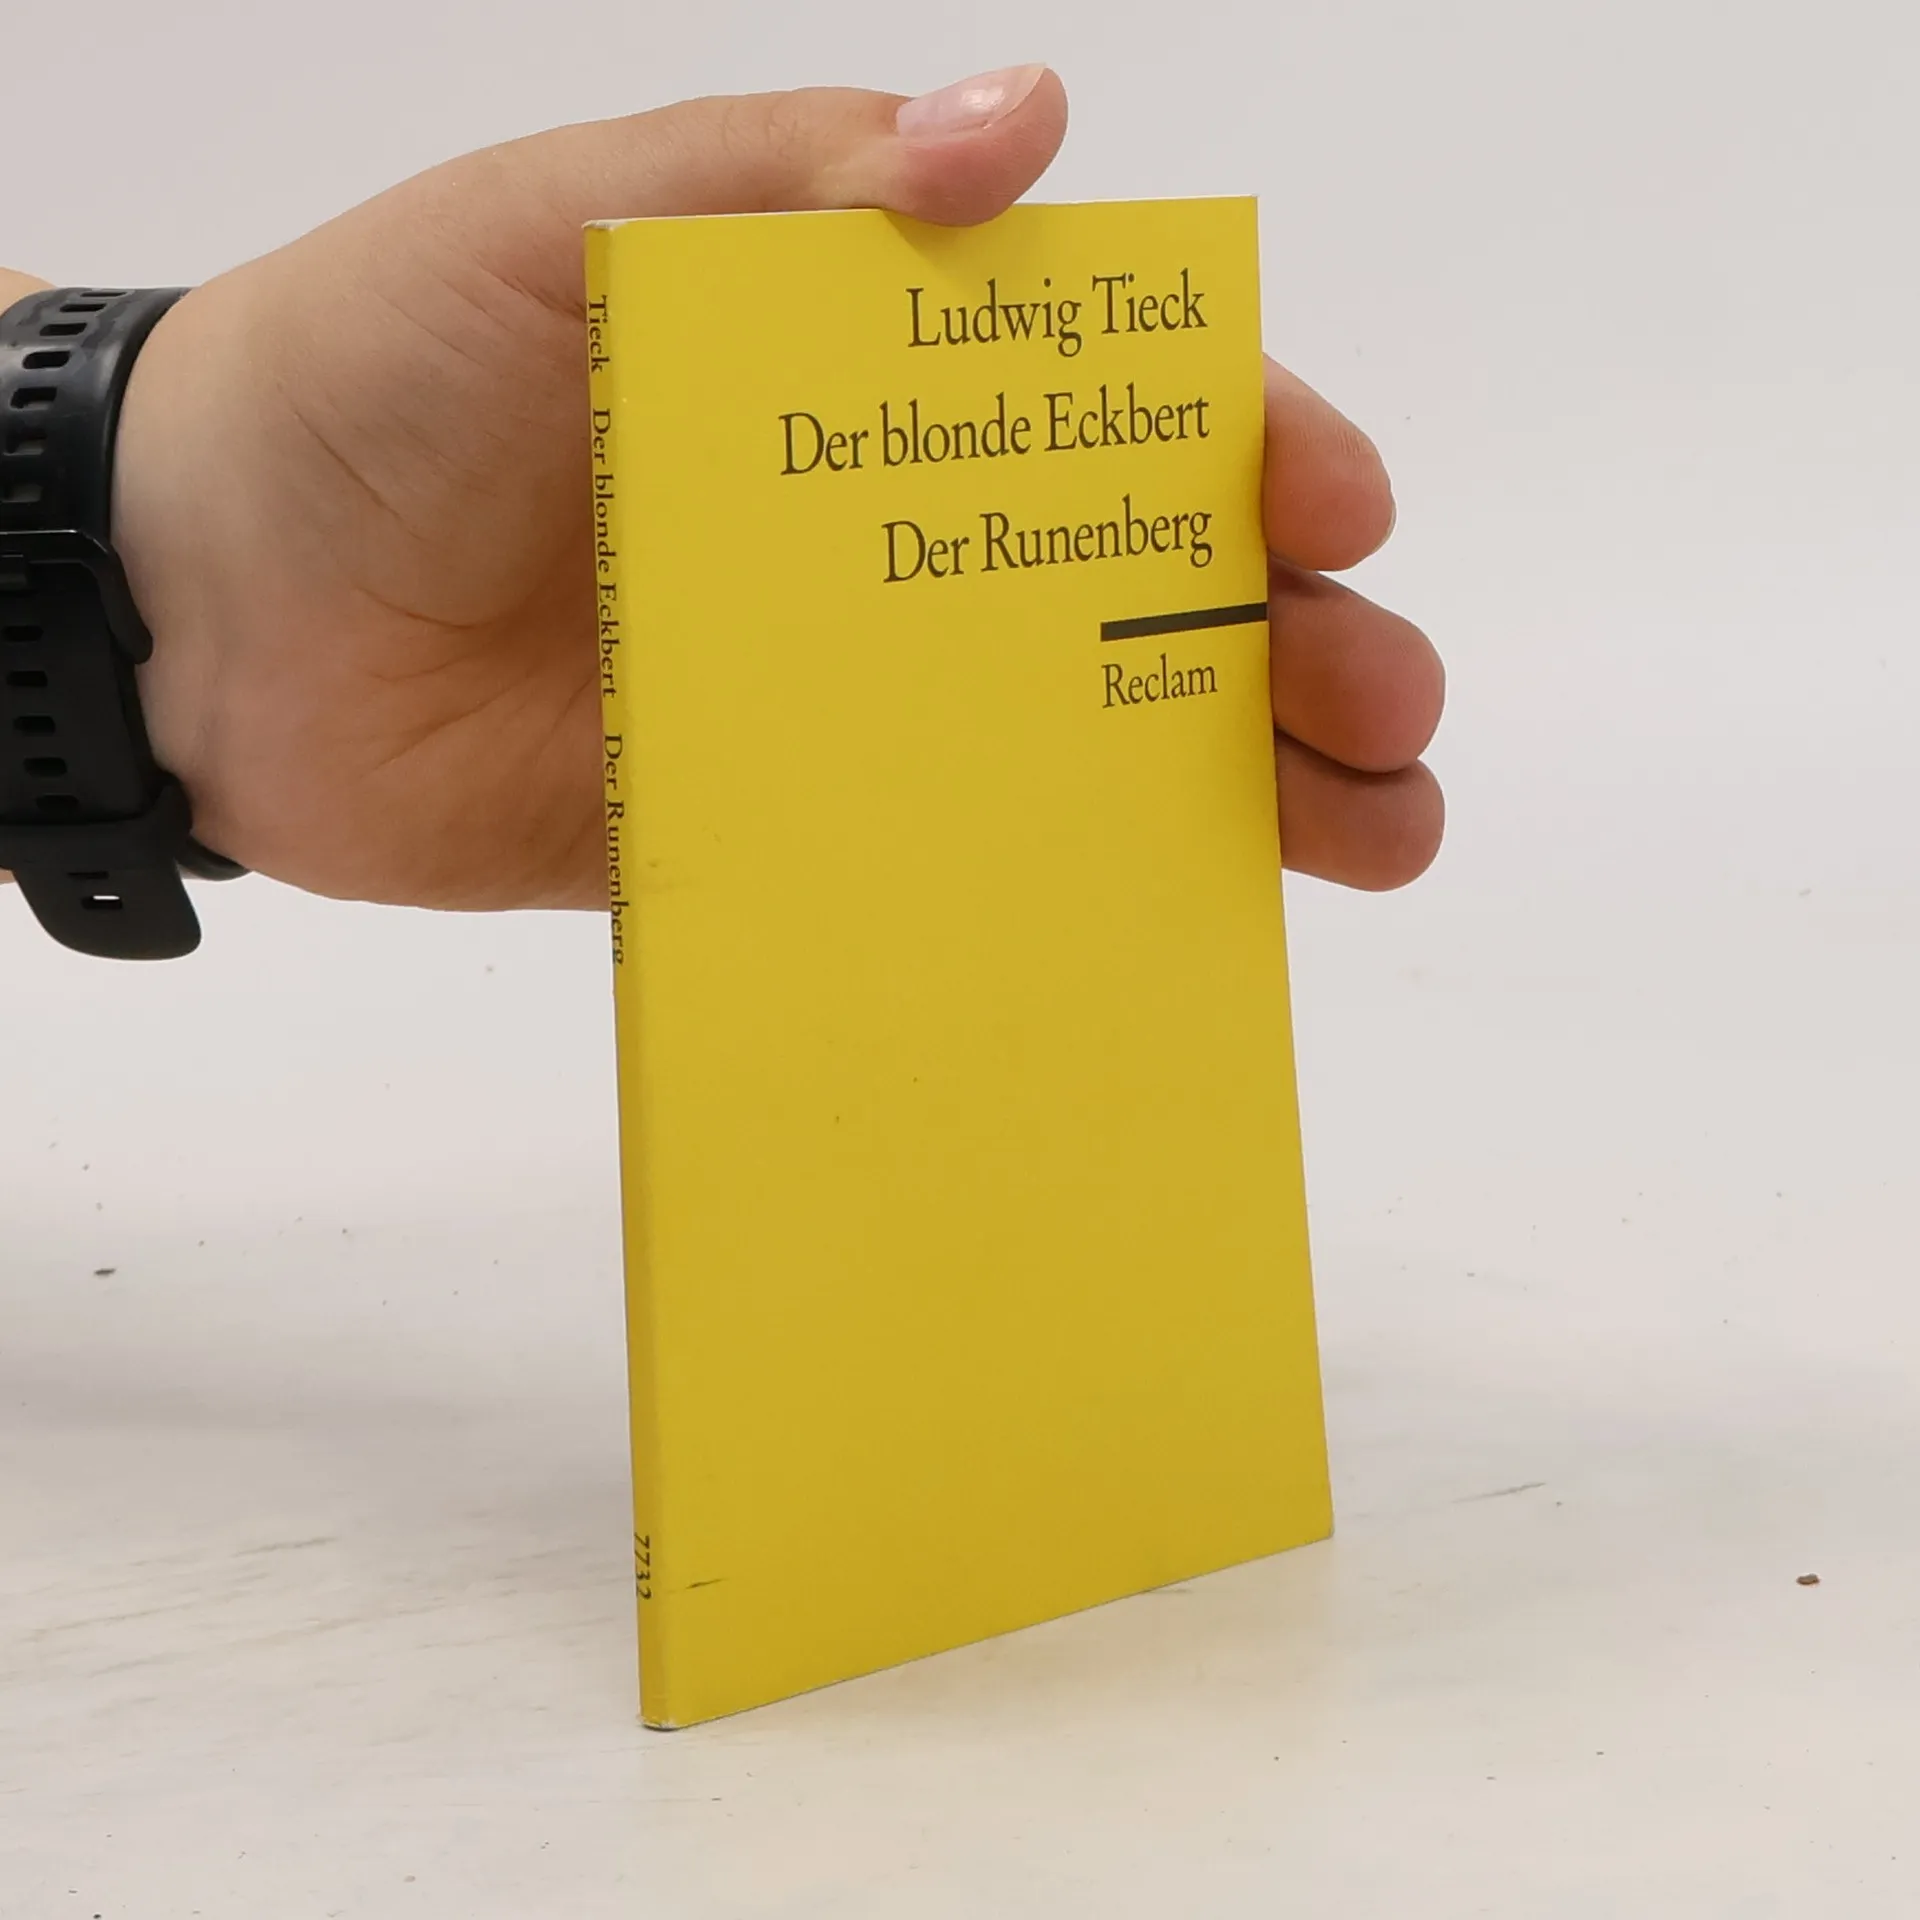 Ludwig Tieck
Der blonde Eckbert
Der Runenberg
Reclam
Tieck Der blonde Eckbert Der Runenberg
7732